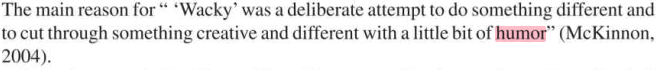 The main reason for “ ‘Wacky’ was a deliberate attempt to do something different and
to cut through something creative and different with a little bit of humor” (McKinnon,
2004).